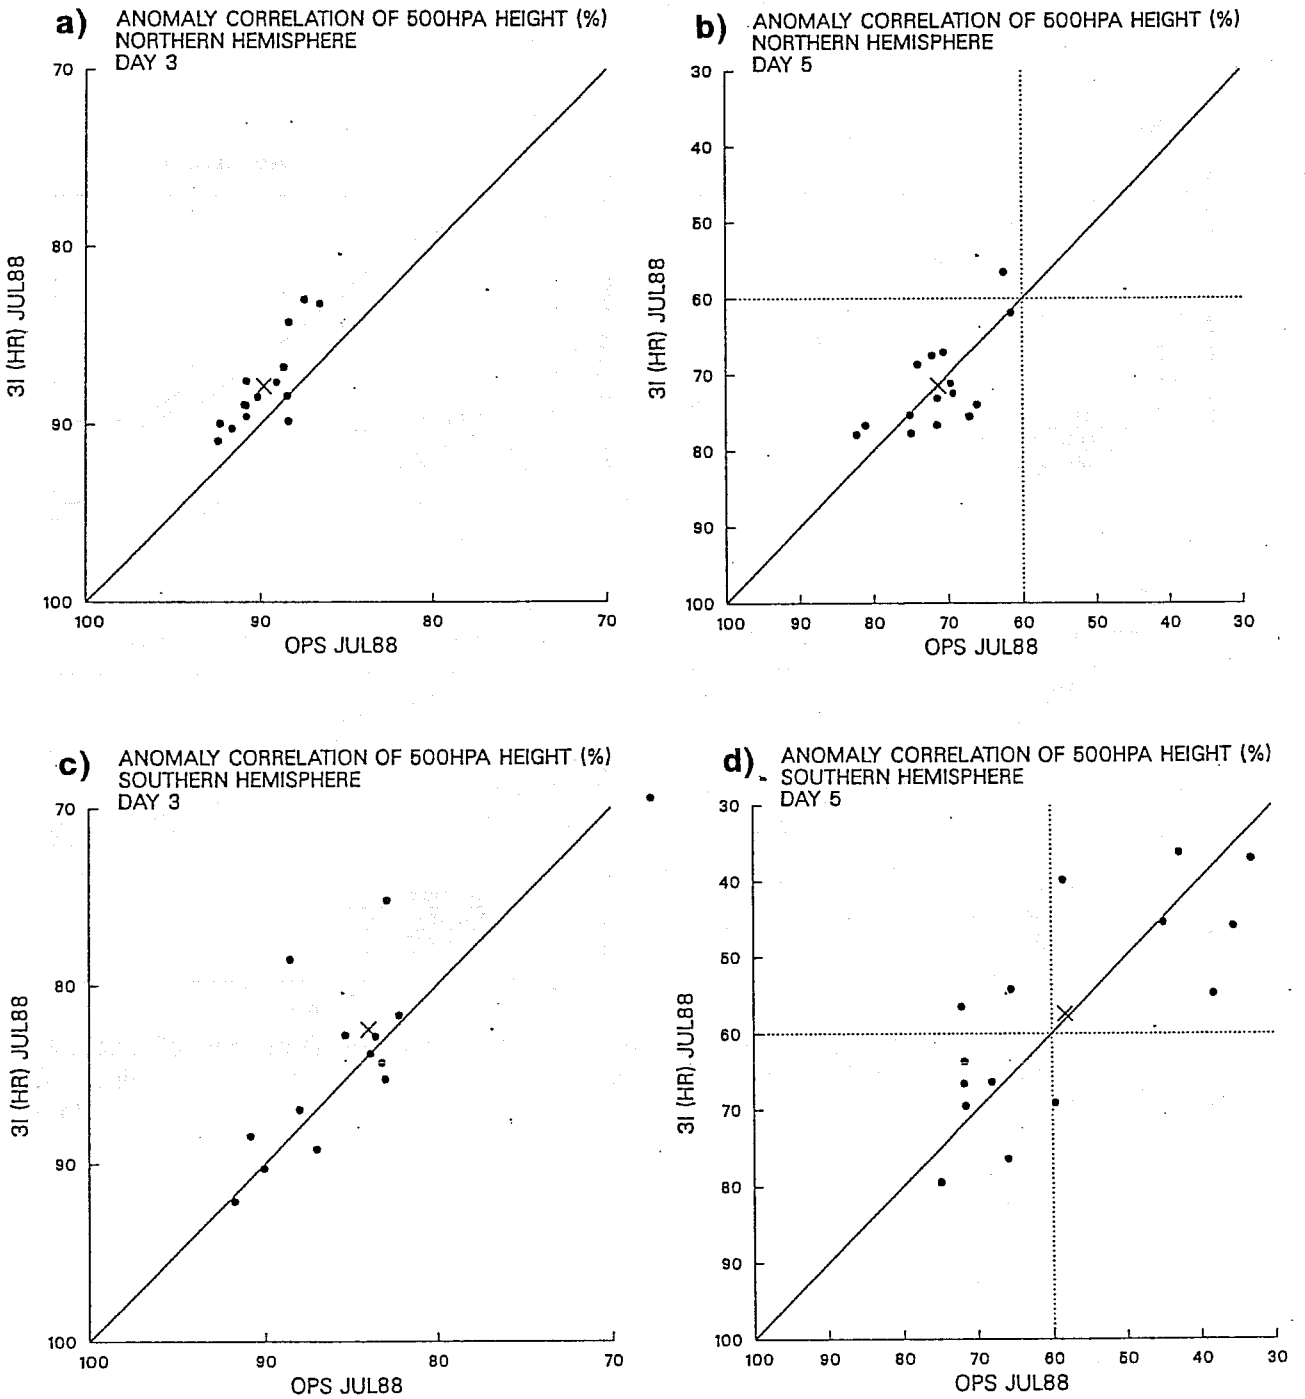 a) ANOMALY CORRELATION OF 500HPA HEIGHT (%)
NORTHERN HEMISPHERE
DAY 3
70
80
90
100
3I (HR) JUL88
100 90 80 70
OPS JUL88
b) ANOMALY CORRELATION OF 500HPA HEIGHT (%)
NORTHERN HEMISPHERE
DAY 5
30
40
50
60
70
80
90
100
3I (HR) JUL88
100 90 80 70 60 50 40 30
OPS JUL88
c) ANOMALY CORRELATION OF 500HPA HEIGHT (%)
SOUTHERN HEMISPHERE
DAY 3
70
80
90
100
3I (HR) JUL88
100 90 80 70
OPS JUL88
d) ANOMALY CORRELATION OF 500HPA HEIGHT (%)
SOUTHERN HEMISPHERE
DAY 5
30
40
50
60
70
80
90
100
3I (HR) JUL88
100 90 80 70 60 50 40 30
OPS JUL88